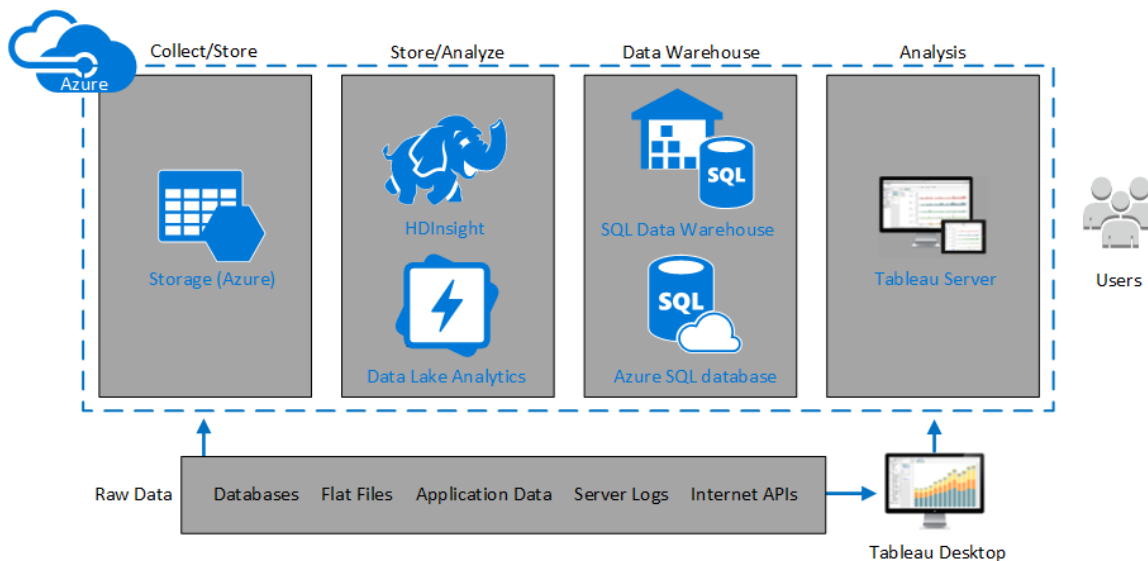 Collect/Store
Store/Analyze
Data Warehouse
Analysis
Azure
SQL
HDInsight
SQL Data Warehouse
Storage (Azure)
Tableau Server
Users
SQL
Data Lake Analytics
Azure SQL database
Raw Data
Databases
Flat Files
Application Data
Server Logs
Internet APIs
Tableau Desktop